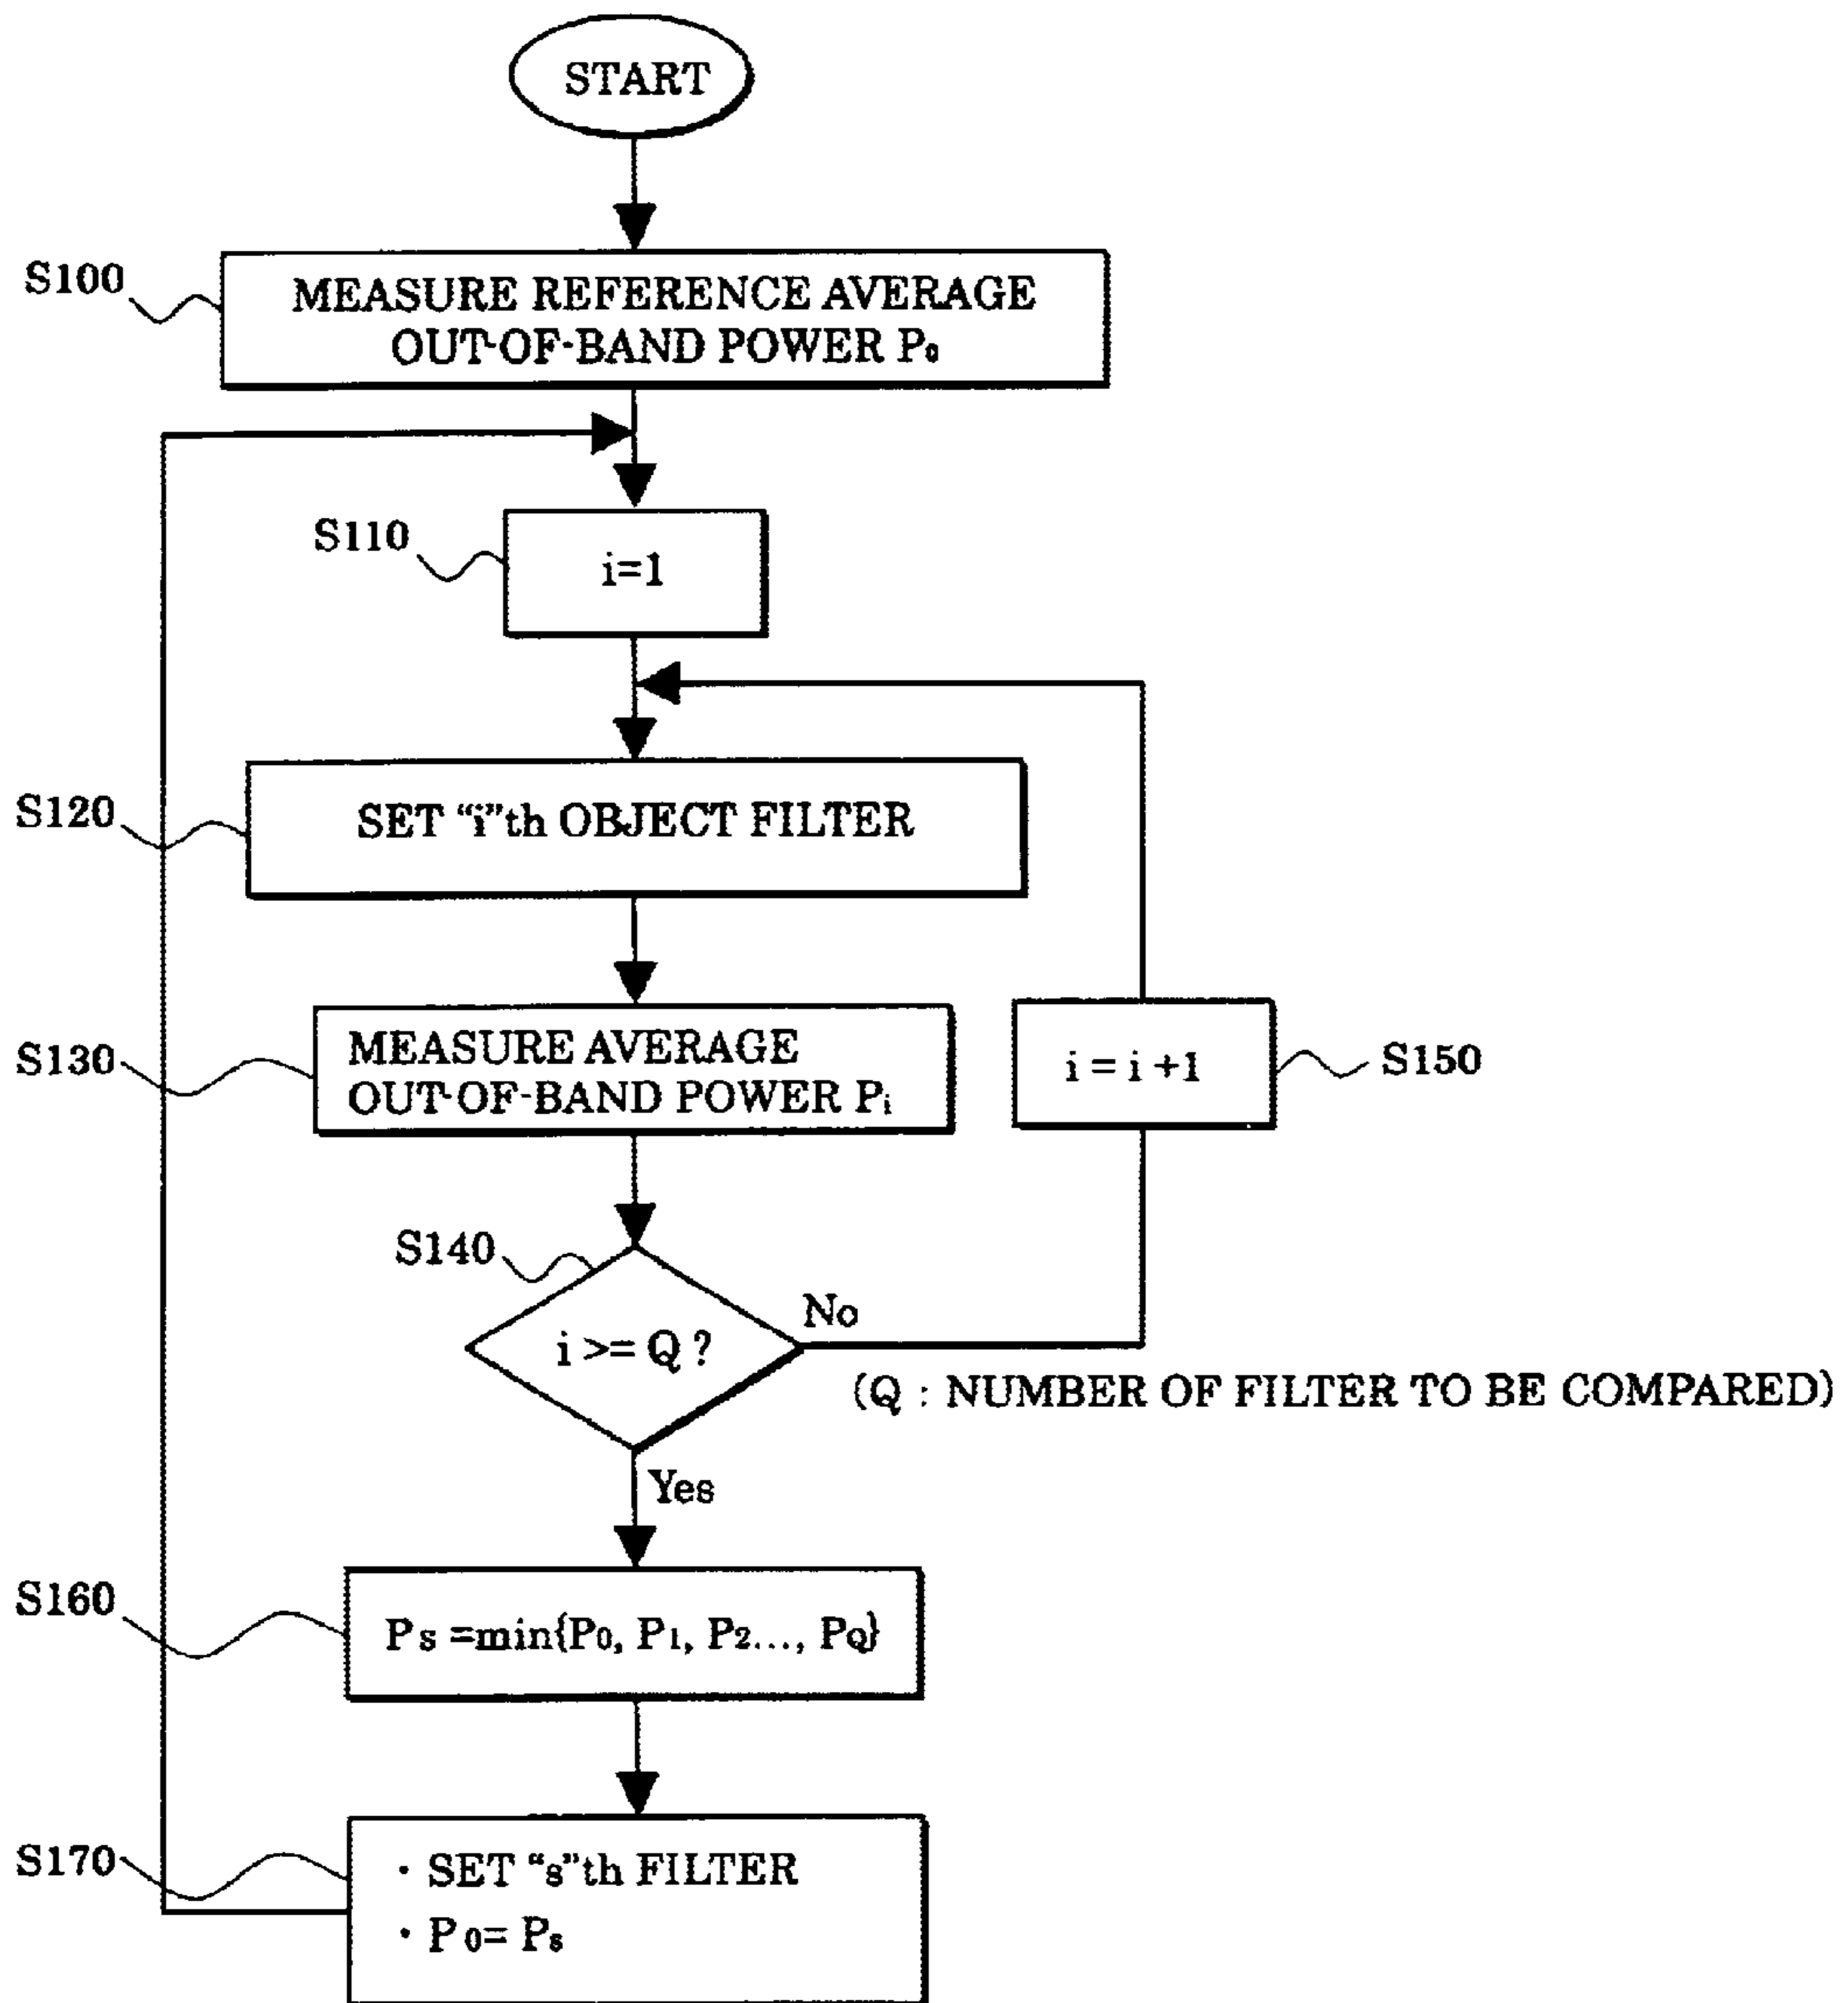 START
S100
MEASURE REFERENCE AVERAGE
OUT-OF-BAND POWER P₀
S110
i=1
S120
SET “i”th OBJECT FILTER
S130
MEASURE AVERAGE
OUT-OF-BAND POWER Pᵢ
i = i +1
S150
S140
i >= Q ?
No
(Q : NUMBER OF FILTER TO BE COMPARED)
Yes
S160
Ps =min{P₀, P₁, P₂..., PQ}
S170
· SET “s”th FILTER
· P₀= Pₛ